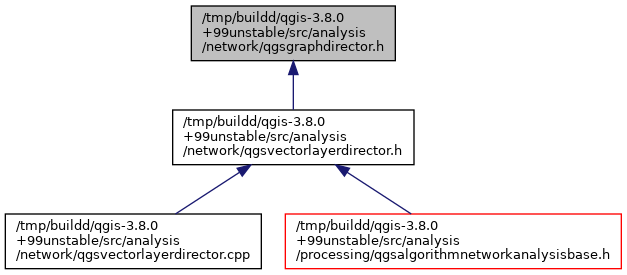 /tmp/buildd/qgis-3.8.0
+99unstable/src/analysis
/network/qgsgraphdirector.h
/tmp/buildd/qgis-3.8.0
+99unstable/src/analysis
/network/qgsvectorlayerdirector.h
/tmp/buildd/qgis-3.8.0
+99unstable/src/analysis
/network/qgsvectorlayerdirector.cpp
/tmp/buildd/qgis-3.8.0
+99unstable/src/analysis
/processing/qgsalgorithmnetworkanalysisbase.h